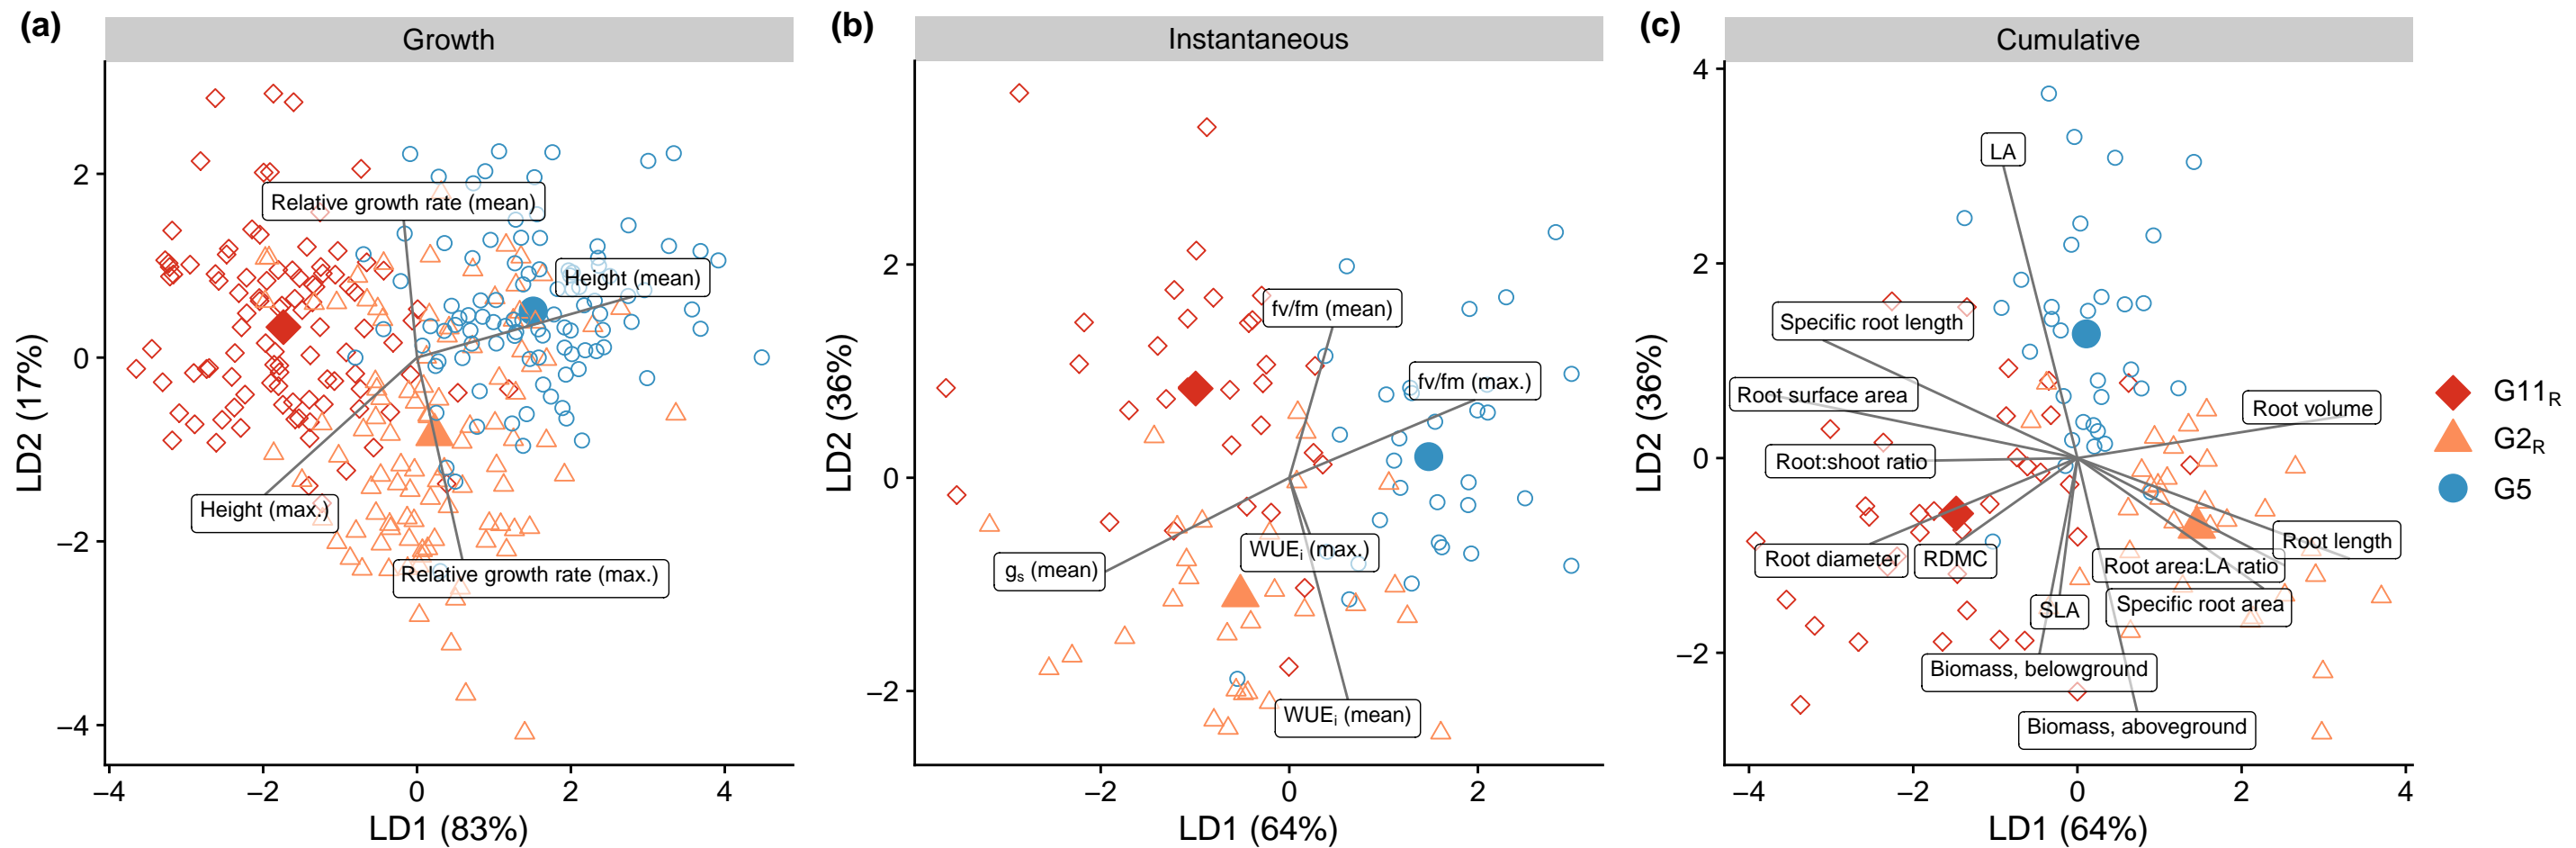 (a)
Growth
LD2 (17%)
2
0
−2
−4
Relative growth rate (mean)
Height (mean)
Height (max.)
Relative growth rate (max.)
−4 −2 0 2 4
LD1 (83%)
(b)
Instantaneous
LD2 (36%)
2
0
−2
fv/fm (mean)
fv/fm (max.)
WUEi (max.)
gs (mean)
WUEi (mean)
−2 0 2
LD1 (64%)
(c)
Cumulative
LD2 (36%)
4
2
0
−2
LA
Specific root length
Root surface area
Root volume
Root:shoot ratio
Root length
Root diameter
RDMC
Root area:LA ratio
SLA
Specific root area
Biomass, belowground
Biomass, aboveground
−4 −2 0 2 4
LD1 (64%)
G11R
G2R
G5